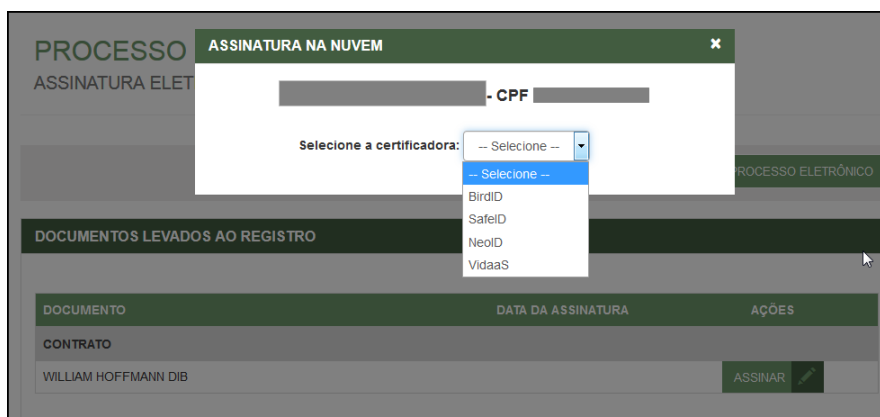 PROCESSO
ASSINATURA ELET
ASSINATURA NA NUVEM
- CPF
Selecione a certificadora:
-- Selecione --
-- Selecione --
BirdID
SafeID
NeoID
VidaaS
PROCESSO ELETRÔNICO
DOCUMENTOS LEVADOS AO REGISTRO
DOCUMENTO DATA DA ASSINATURA AÇÕES
CONTRATO
WILLIAM HOFFMANN DIB ASSINAR